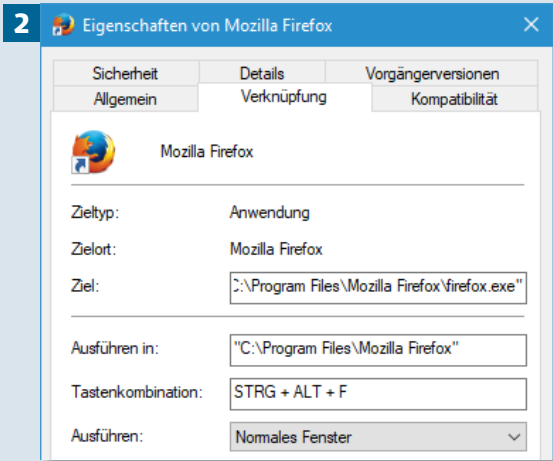 2
Eigenschaften von Mozilla Firefox
Sicherheit Details Vorgängerversionen
Allgemein Verknüpfung Kompatibilität
Mozilla Firefox
Zieltyp: Anwendung
Zielort: Mozilla Firefox
Ziel: :\Program Files\Mozilla Firefox\firefox.exe"
Ausführen in: "C:\Program Files\Mozilla Firefox"
Tastenkombination: STRG + ALT + F
Ausführen: Normales Fenster